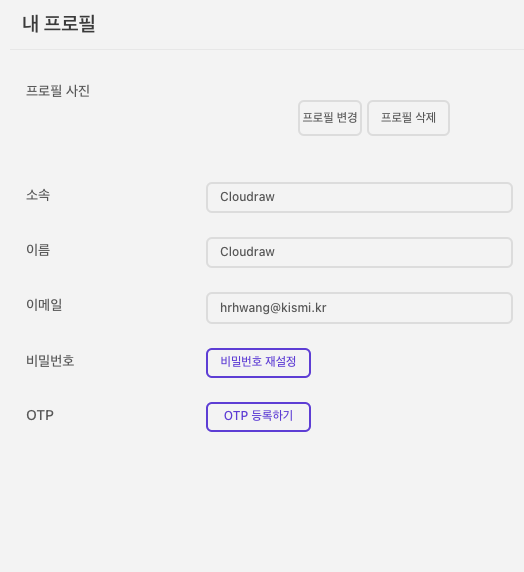 내 프로필
프로필 사진
프로필 변경 프로필 삭제
소속 Cloudraw
이름 Cloudraw
이메일 hrhwang@kismi.kr
비밀번호 비밀번호 재설정
OTP OTP 등록하기